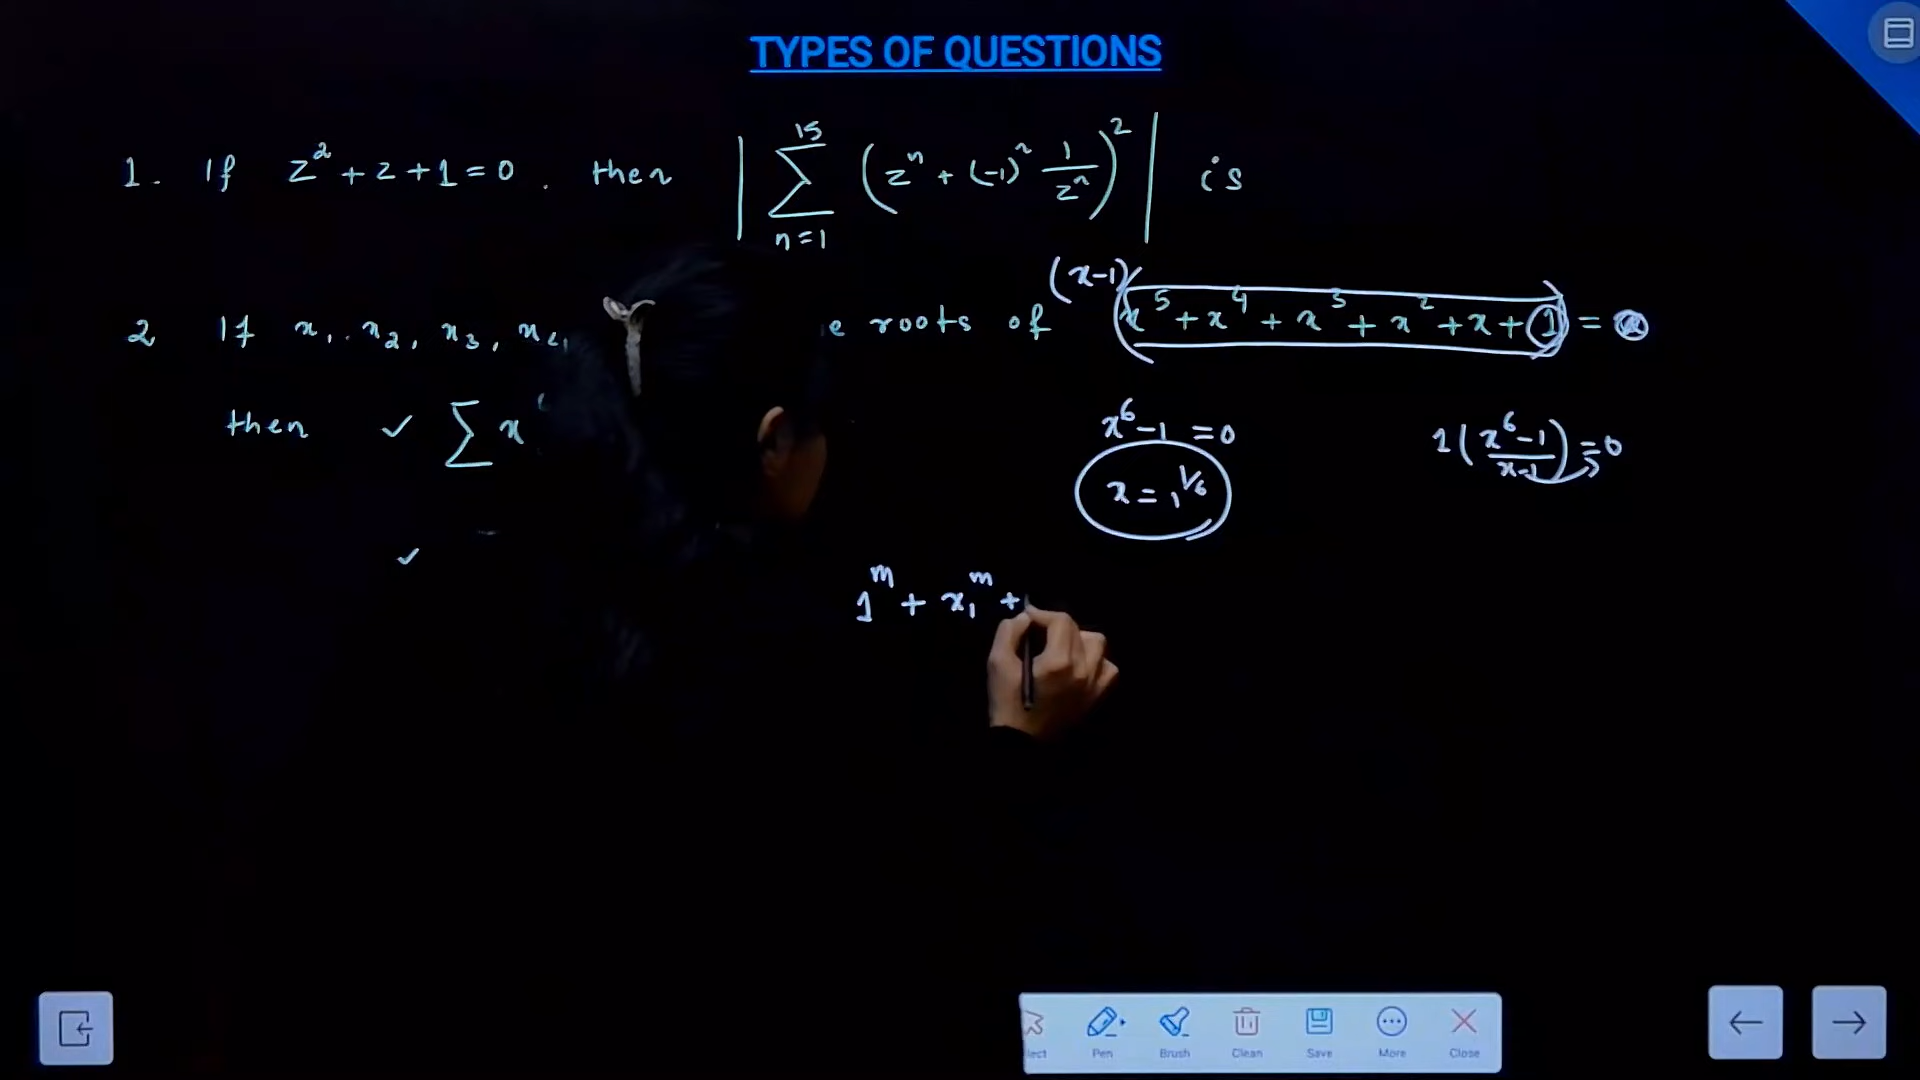 TYPES OF QUESTIONS
1. If z² + z + 1 = 0 . then | ∑_{n=1}^{15} (zⁿ + (-1)ⁿ 1/zⁿ)² | is
(x-1)
2 If x₁, x₂, x₃, x₄, e roots of (x⁵ + x⁴ + x³ + x² + x + 1) =
then ✓ ∑ x
x⁶ - 1 = 0
1 ( (x⁶ - 1)/(x-1) ) = 0
x = 1^{1/6}
✓
1^m + x₁^m +
lect Pen Brush Clean Save More Close